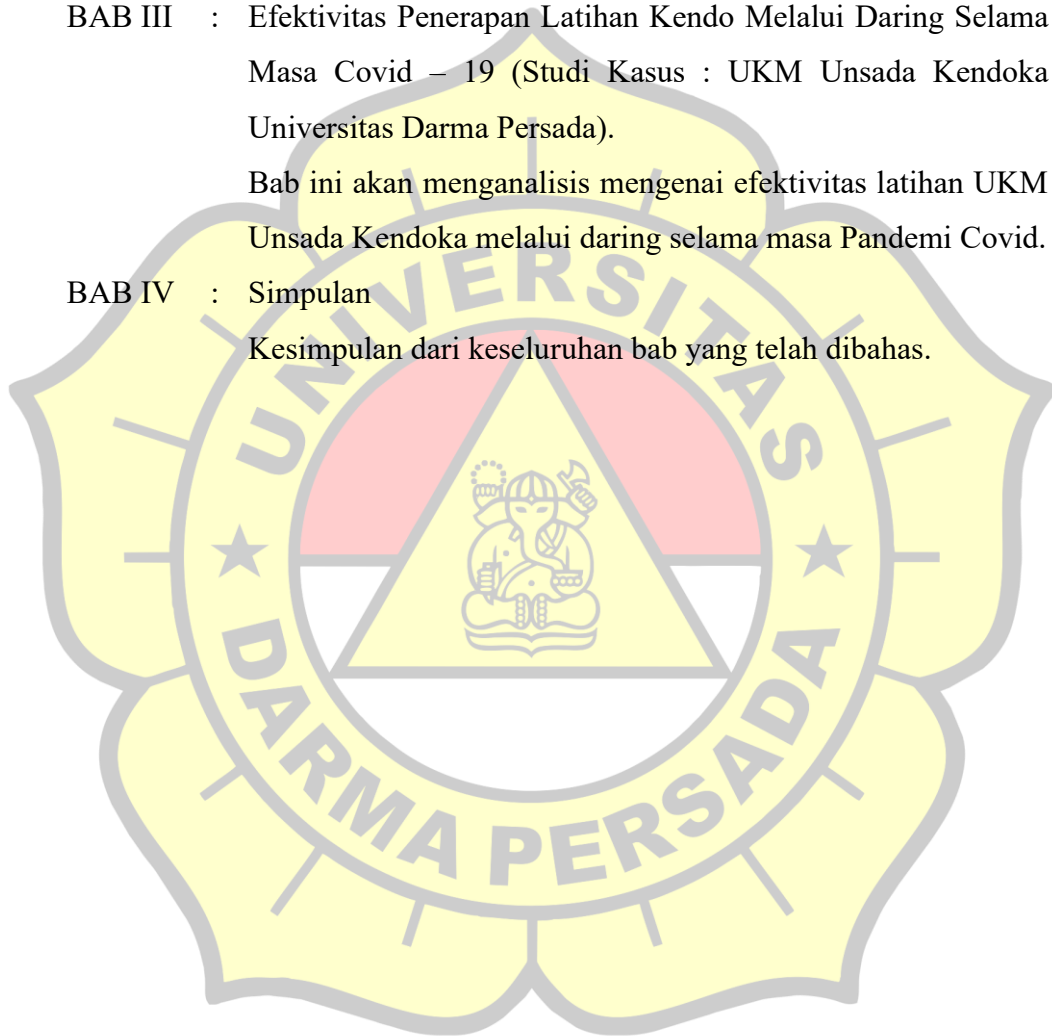 BAB III : Efektivitas Penerapan Latihan Kendo Melalui Daring Selama
Masa Covid – 19 (Studi Kasus : UKM Unsada Kendoka
Universitas Darma Persada).
Bab ini akan menganalisis mengenai efektivitas latihan UKM
Unsada Kendoka melalui daring selama masa Pandemi Covid.
BAB IV : Simpulan
Kesimpulan dari keseluruhan bab yang telah dibahas.
UNIVERSITAS
DARMA PERSADA